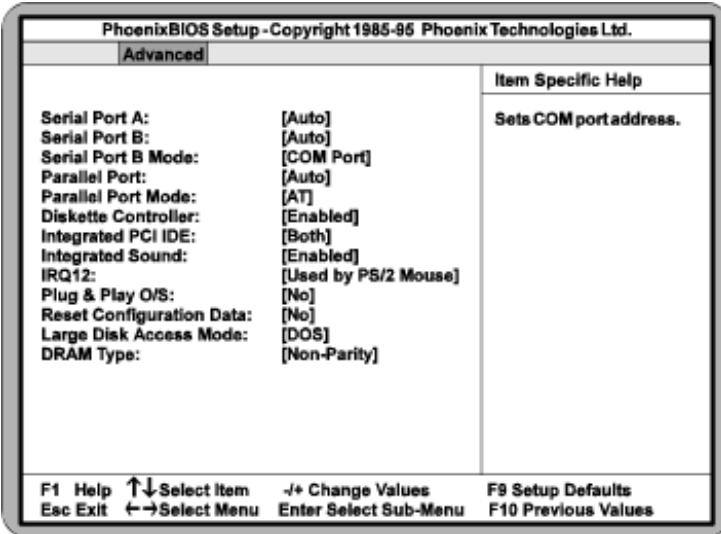 PhoenixBIOS Setup - Copyright 1985-95 Phoenix Technologies Ltd.
Advanced
Item Specific Help
Serial Port A: [Auto] Sets COM port address.
Serial Port B: [Auto]
Serial Port B Mode: [COM Port]
Parallel Port: [Auto]
Parallel Port Mode: [AT]
Diskette Controller: [Enabled]
Integrated PCI IDE: [Both]
Integrated Sound: [Enabled]
IRQ12: [Used by PS/2 Mouse]
Plug & Play O/S: [No]
Reset Configuration Data: [No]
Large Disk Access Mode: [DOS]
DRAM Type: [Non-Parity]
F1 Help ↑↓Select Item -/+ Change Values F9 Setup Defaults
Esc Exit ←→Select Menu Enter Select Sub-Menu F10 Previous Values